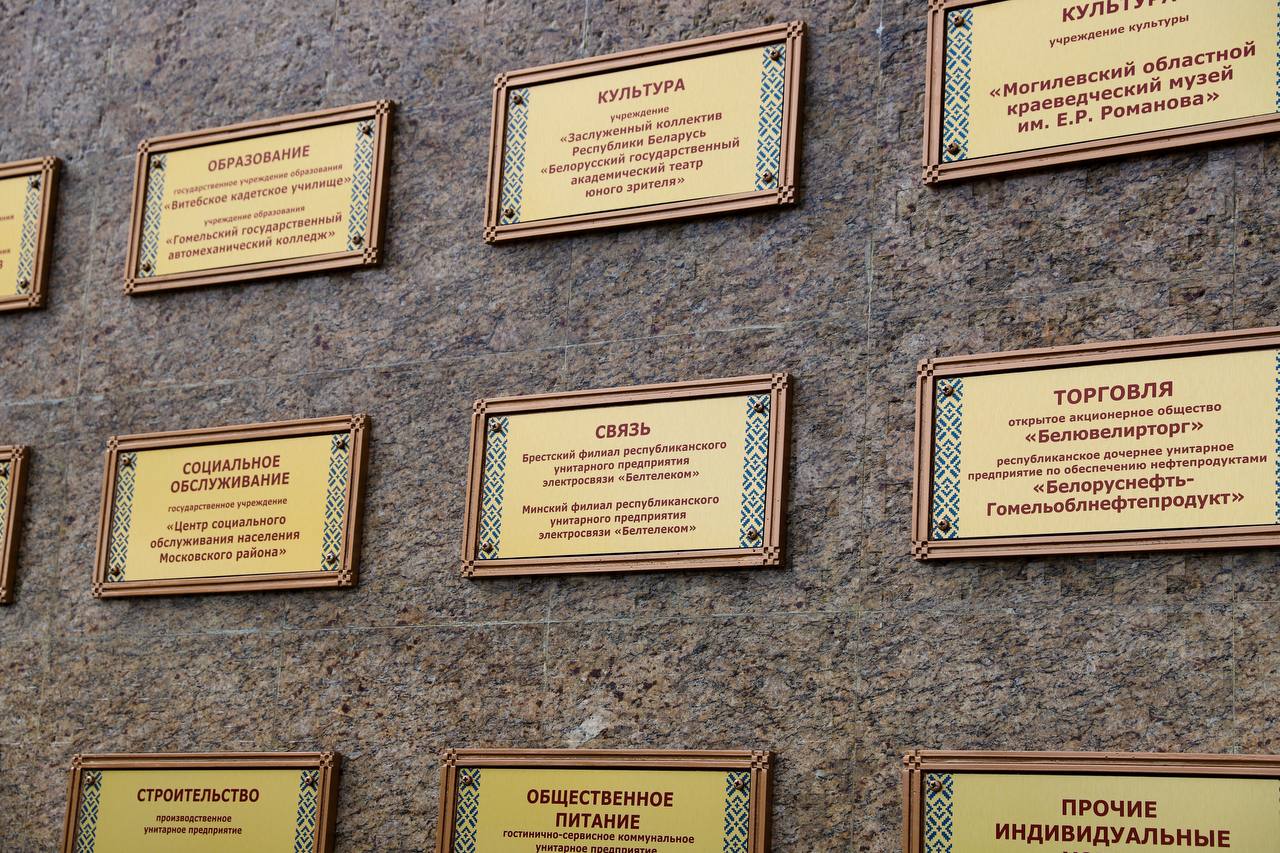 ОБРАЗОВАНИЕ
государственное учреждение образования
«Витебское кадетское училище»
учреждение образования
«Гомельский государственный
автомеханический колледж»
КУЛЬТУРА
учреждение
«Заслуженный коллектив
Республики Беларусь
«Белорусский государственный
академический театр
юного зрителя»
КУЛЬТУРА
учреждение культуры
«Могилевский областной
краеведческий музей
им. Е.Р. Романова»
СОЦИАЛЬНОЕ
ОБСЛУЖИВАНИЕ
государственное учреждение
«Центр социального
обслуживания населения
Московского района»
СВЯЗЬ
Брестский филиал республиканского
унитарного предприятия
электросвязи «Белтелеком»
Минский филиал республиканского
унитарного предприятия
электросвязи «Белтелеком»
ТОРГОВЛЯ
открытое акционерное общество
«Белювелирторг»
республиканское дочернее унитарное
предприятие по обеспечению нефтепродуктами
«Белоруснефть-
Гомельоблнефтепродукт»
СТРОИТЕЛЬСТВО
производственное
унитарное предприятие
ОБЩЕСТВЕННОЕ
ПИТАНИЕ
гостинично-сервисное коммунальное
унитарное предприятие
ПРОЧИЕ
ИНДИВИДУАЛЬНЫЕ